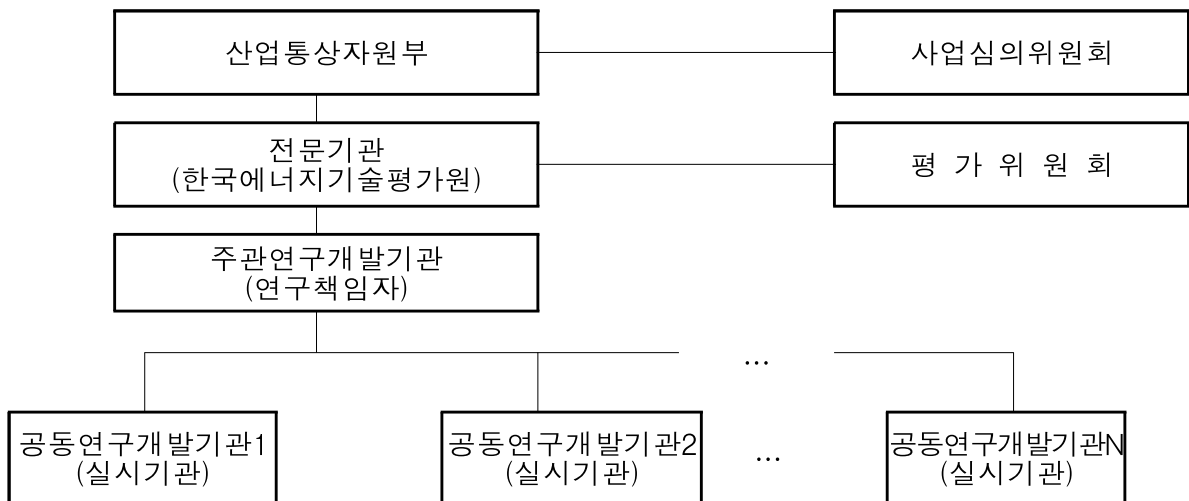 산업통상자원부
사업심의위원회
전문기관
(한국에너지기술평가원)
평 가 위 원 회
주관연구개발기관
(연구책임자)
...
공동연구개발기관1
(실시기관)
공동연구개발기관2
(실시기관)
...
공동연구개발기관N
(실시기관)